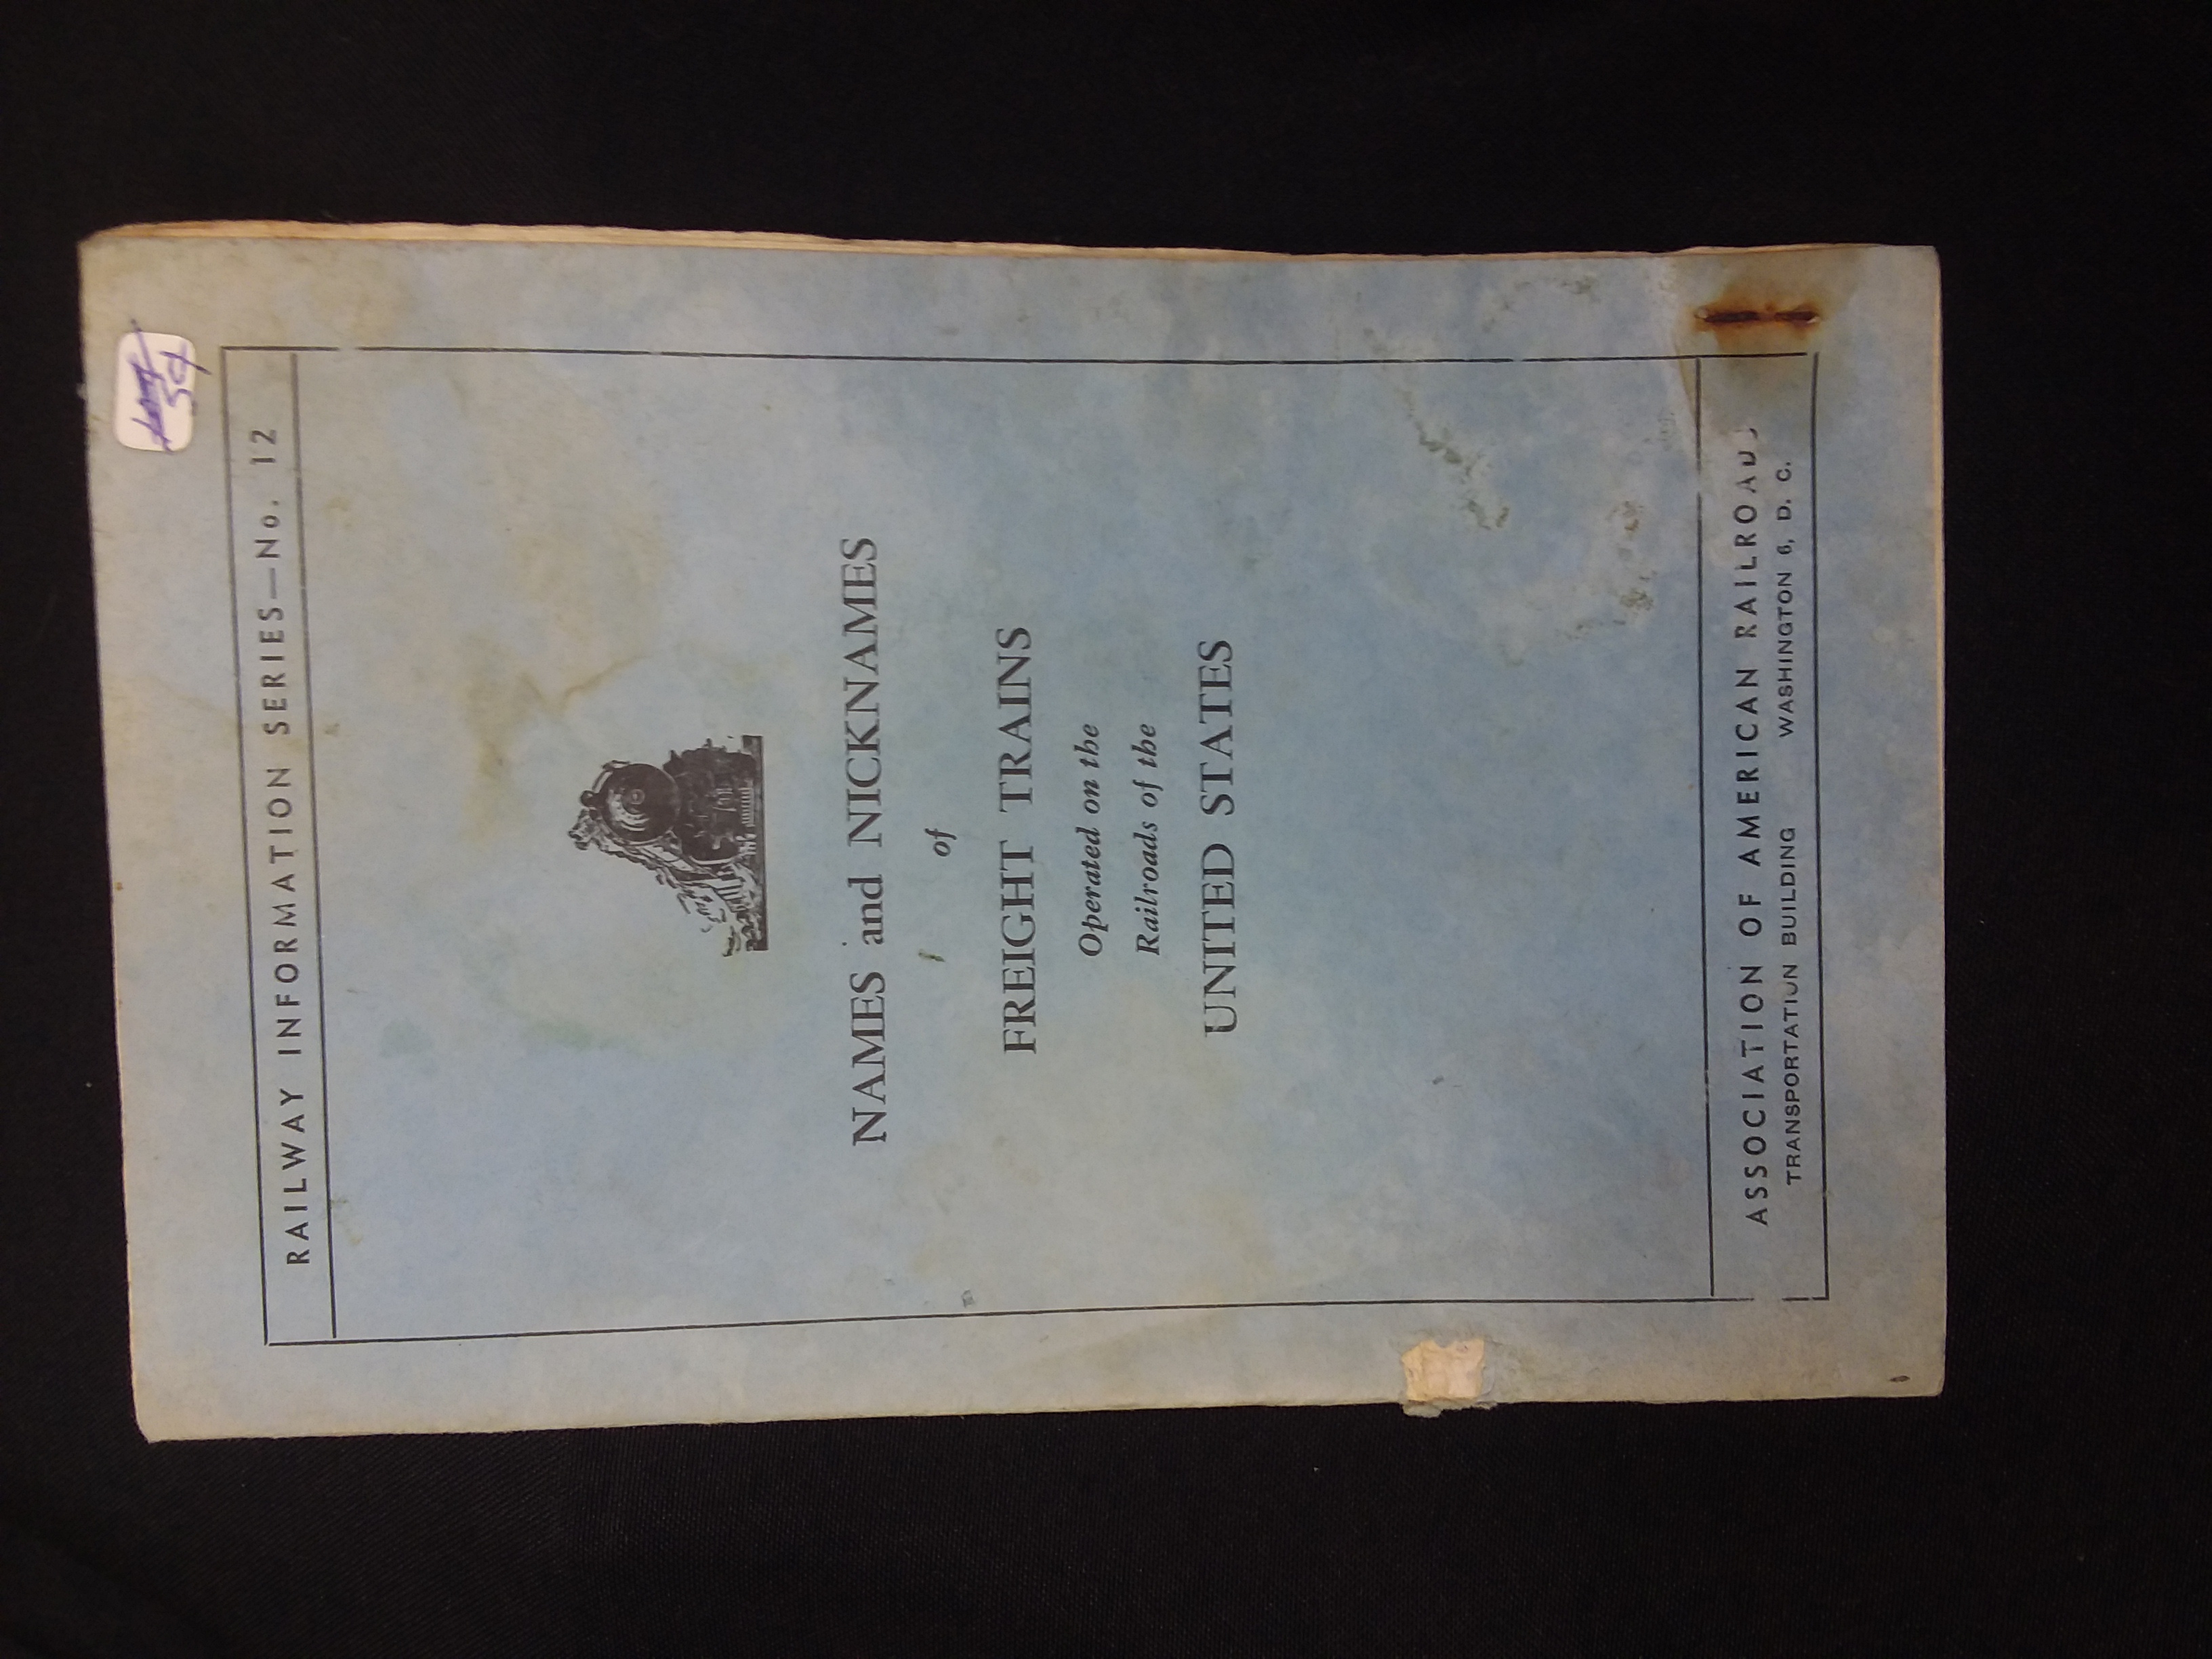 RAILWAY INFORMATION SERIES—No. 12
NAMES and NICKNAMES
of
FREIGHT TRAINS
Operated on the
Railroads of the
UNITED STATES
ASSOCIATION OF AMERICAN RAILROADS
TRANSPORTATION BUILDING WASHINGTON 6, D. C.